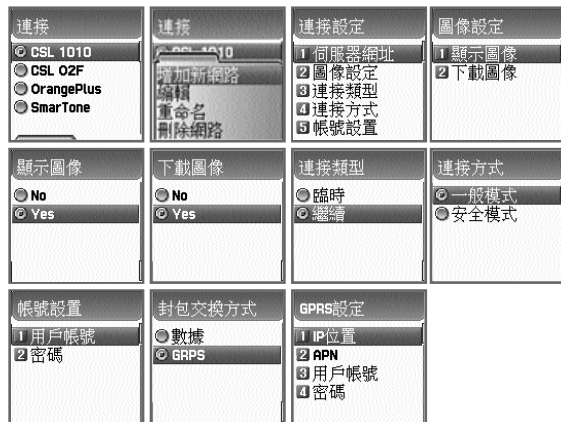 連接
CSL 1010
CSL O2F
OrangePlus
SmarTone
連接
CSL 1010
增加新網路
編輯
重命名
刪除網路
連接設定
1 伺服器網址
2 圖像設定
3 連接類型
4 連接方式
5 帳號設置
圖像設定
1 顯示圖像
2 下載圖像
顯示圖像
No
Yes
下載圖像
No
Yes
連接類型
臨時
繼續
連接方式
一般模式
安全模式
帳號設置
1 用戶帳號
2 密碼
封包交換方式
數據
GRPS
GPRS設定
1 IP位置
2 APN
3 用戶帳號
4 密碼